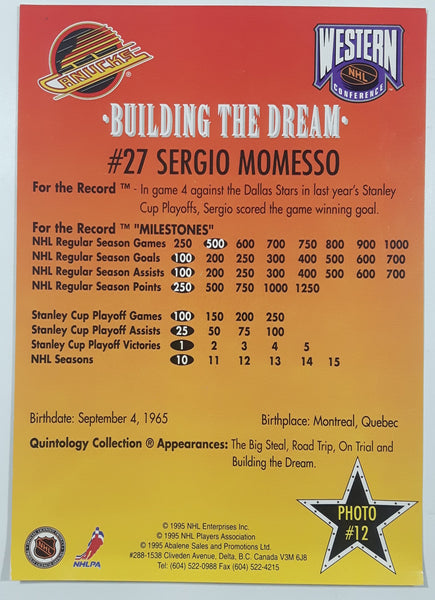 CANUCKS
WESTERN
NHL
CONFERENCE
·BUILDING THE DREAM·
#27 SERGIO MOMESSO
For the Record ™ - In game 4 against the Dallas Stars in last year's Stanley
Cup Playoffs, Sergio scored the game winning goal.
For the Record ™ "MILESTONES"
NHL Regular Season Games 250 500 600 700 750 800 900 1000
NHL Regular Season Goals 100 200 250 300 400 500 600 700
NHL Regular Season Assists 100 200 250 300 400 500 600 700
NHL Regular Season Points 250 500 750 1000 1250
Stanley Cup Playoff Games 100 150 200 250
Stanley Cup Playoff Assists 25 50 75 100
Stanley Cup Playoff Victories 1 2 3 4 5
NHL Seasons 10 11 12 13 14 15
Birthdate: September 4, 1965 Birthplace: Montreal, Quebec
Quintology Collection ® Appearances: The Big Steal, Road Trip, On Trial and
Building the Dream.
PHOTO
#12
NHL
NHLPA
© 1995 NHL Enterprises Inc.
© 1995 NHL Players Association
© 1995 Abalene Sales and Promotions Ltd.
#288-1538 Cliveden Avenue, Delta, B.C. Canada V3M 6J8
Tel: (604) 522-0988 Fax (604) 522-4215